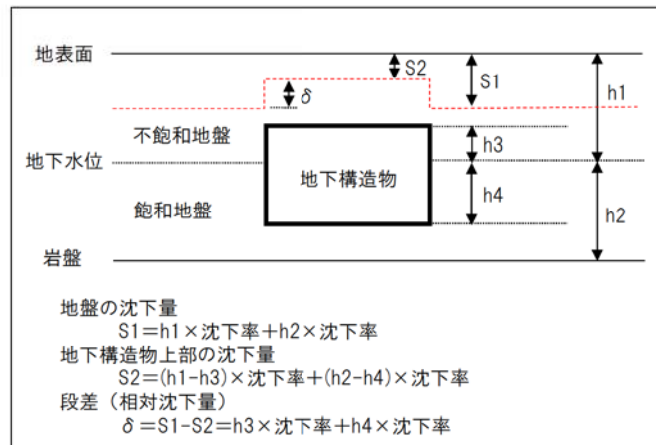 地表面
S2
S1
δ
h1
不飽和地盤
h3
地下水位
地下構造物
h4
飽和地盤
h2
岩盤
地盤の沈下量
S1=h1×沈下率+h2×沈下率
地下構造物上部の沈下量
S2=(h1-h3)×沈下率+(h2-h4)×沈下率
段差（相対沈下量）
δ=S1-S2=h3×沈下率+h4×沈下率